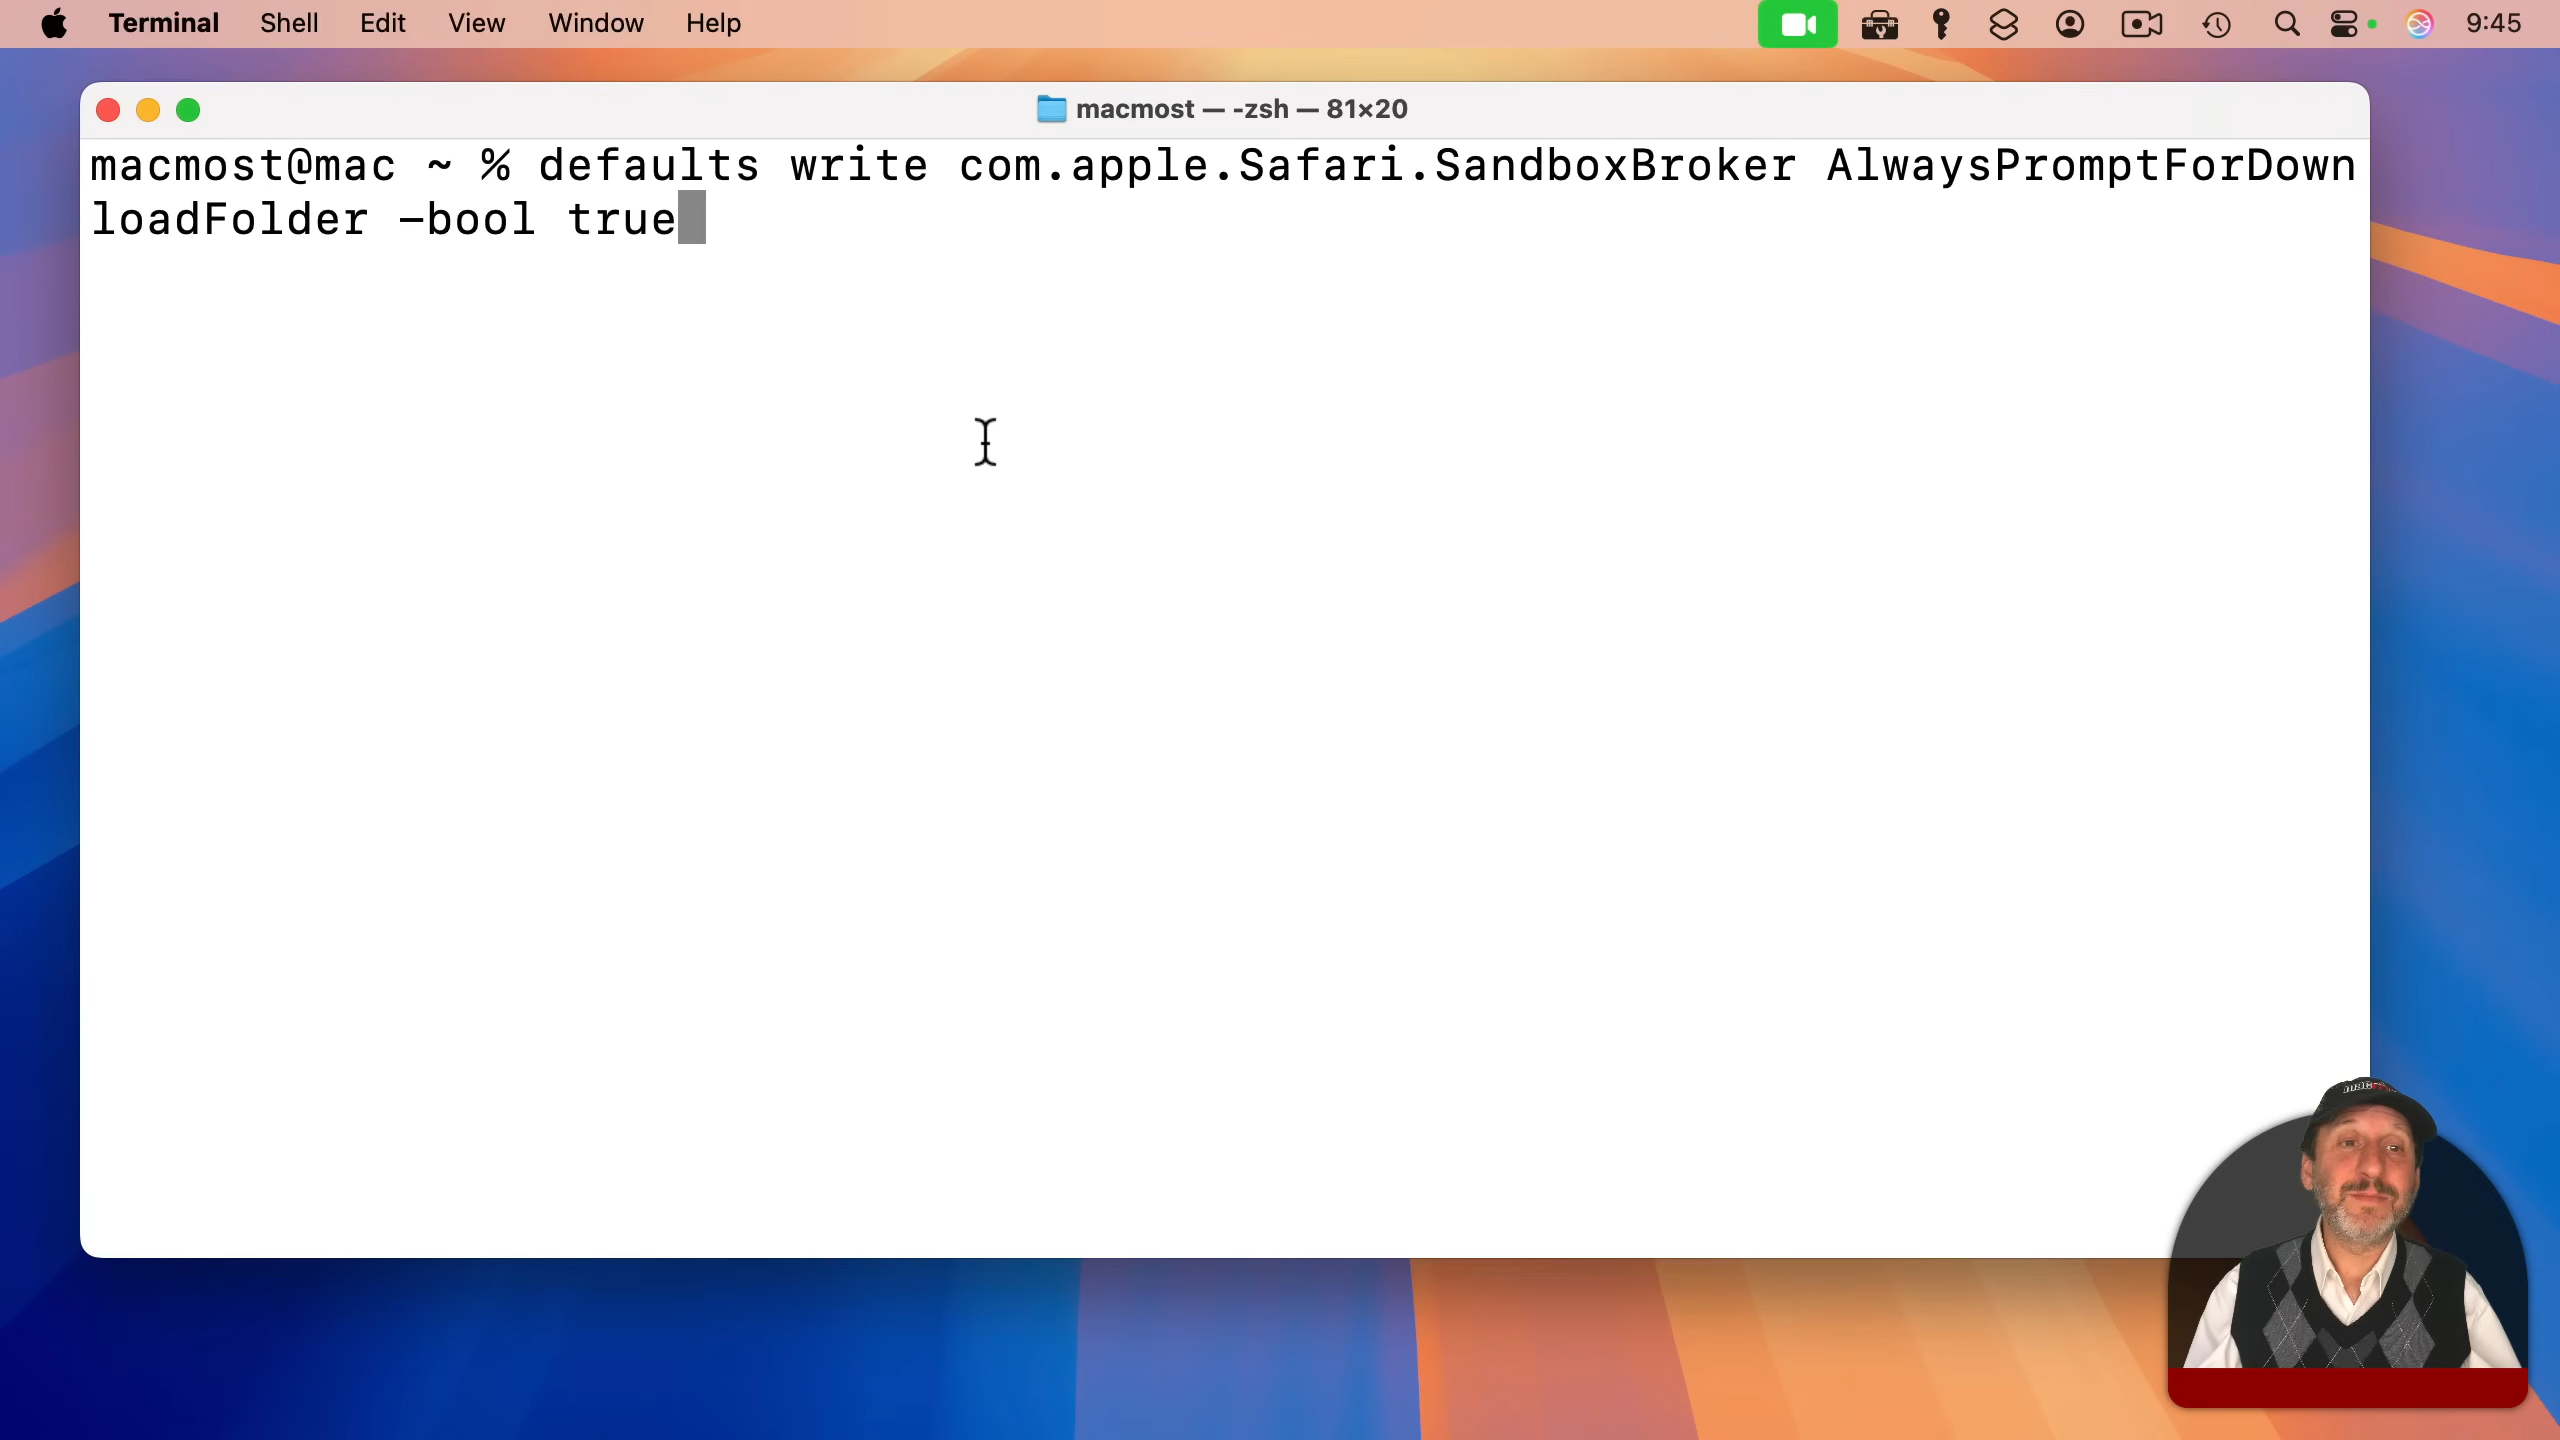 Terminal Shell Edit View Window Help 9:45
macmost — -zsh — 81×20
macmost@mac ~ % defaults write com.apple.Safari.SandboxBroker AlwaysPromptForDown
loadFolder -bool true